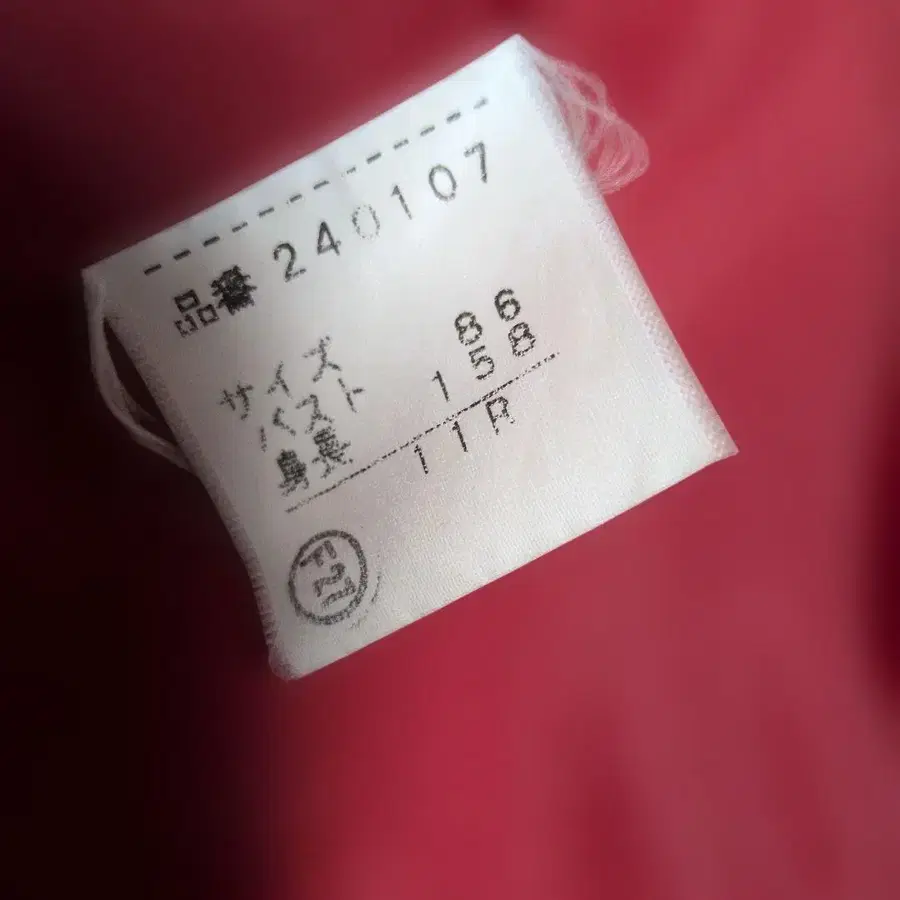 品番 240107
サイズ
バスト 86
身長 158
11R